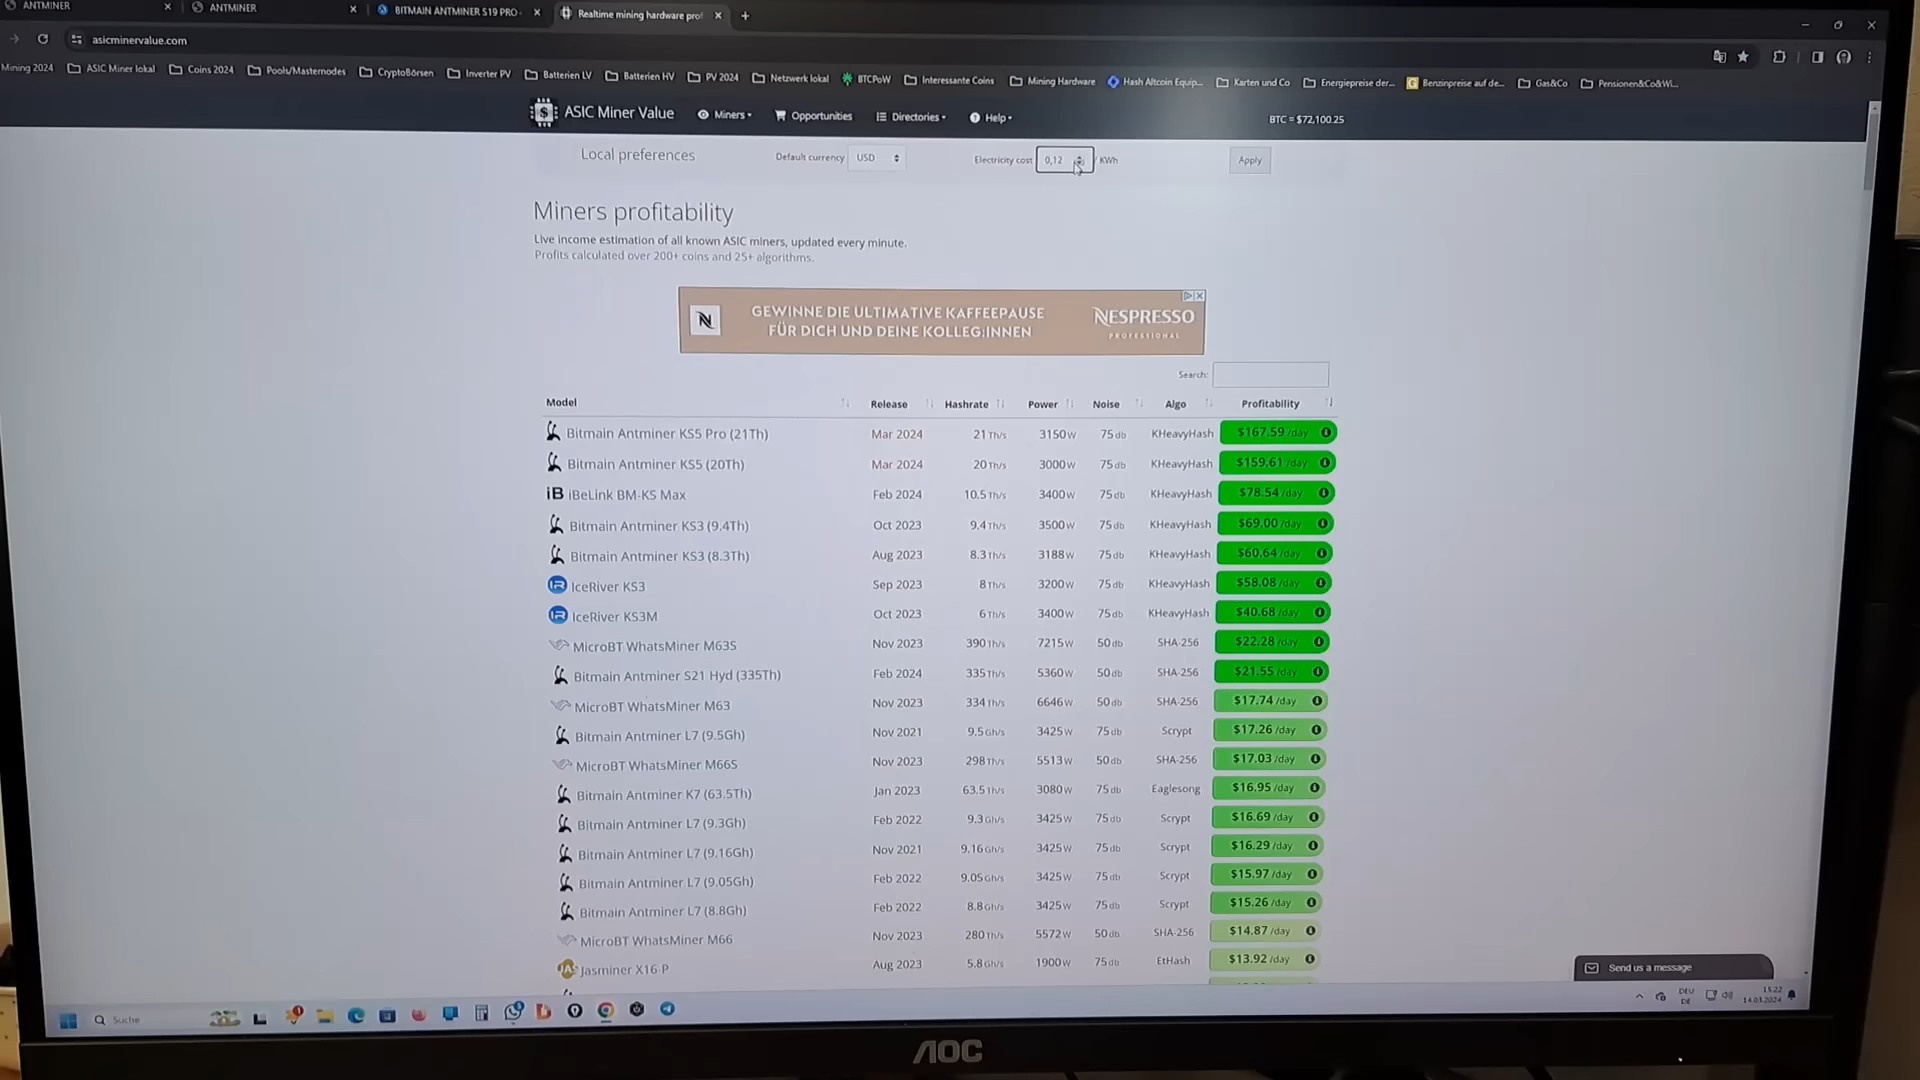 ANTMINER
ANTMINER
BITMAIN ANTMINER S19 PRO
Realtime mining hardware prof
asicminervalue.com
Mining 2024
ASIC Miner lokal
Coins 2024
Pools/Masternodes
CryptoBörsen
Inverter PV
Batterien LV
Batterien HV
PV 2024
Netzwerk lokal
BTCPoW
Interessante Coins
Mining Hardware
Hash Altcoin Equip...
Karten und Co
Energiepreise der...
Benzinpreise auf de...
Gas&Co
Pensionen&Co&Wi...
ASIC Miner Value
Miners
Opportunities
Directories
Help
BTC = $72,100.25
Local preferences
Default currency USD
Electricity cost 0,12 / KWh
Apply
Miners profitability
Live income estimation of all known ASIC miners, updated every minute.
Profits calculated over 200+ coins and 25+ algorithms.
N GEWINNE DIE ULTIMATIVE KAFFEEPAUSE
FÜR DICH UND DEINE KOLLEG:INNEN
NESPRESSO
PROFESSIONAL
Search:
Model Release Hashrate Power Noise Algo Profitability
Bitmain Antminer KS5 Pro (21Th) Mar 2024 21 Th/s 3150W 75db KHeavyHash $167.59 /day
Bitmain Antminer KS5 (20Th) Mar 2024 20 Th/s 3000W 75db KHeavyHash $159.61 /day
iB iBeLink BM-KS Max Feb 2024 10.5 Th/s 3400W 75db KHeavyHash $78.54 /day
Bitmain Antminer KS3 (9.4Th) Oct 2023 9.4 Th/s 3500W 75db KHeavyHash $69.00 /day
Bitmain Antminer KS3 (8.3Th) Aug 2023 8.3 Th/s 3188W 75db KHeavyHash $60.64 /day
IceRiver KS3 Sep 2023 8 Th/s 3200W 75db KHeavyHash $58.08 /day
IceRiver KS3M Oct 2023 6 Th/s 3400W 75db KHeavyHash $40.68 /day
MicroBT WhatsMiner M63S Nov 2023 390 Th/s 7215W 50db SHA-256 $22.28 /day
Bitmain Antminer S21 Hyd (335Th) Feb 2024 335 Th/s 5360W 50db SHA-256 $21.55 /day
MicroBT WhatsMiner M63 Nov 2023 334 Th/s 6646W 50db SHA-256 $17.74 /day
Bitmain Antminer L7 (9.5Gh) Nov 2021 9.5 Gh/s 3425W 75db Scrypt $17.26 /day
MicroBT WhatsMiner M66S Nov 2023 298 Th/s 5513W 50db SHA-256 $17.03 /day
Bitmain Antminer K7 (63.5Th) Jan 2023 63.5 Th/s 3080W 75db Eaglesong $16.95 /day
Bitmain Antminer L7 (9.3Gh) Feb 2022 9.3 Gh/s 3425W 75db Scrypt $16.69 /day
Bitmain Antminer L7 (9.16Gh) Nov 2021 9.16 Gh/s 3425W 75db Scrypt $16.29 /day
Bitmain Antminer L7 (9.05Gh) Feb 2022 9.05 Gh/s 3425W 75db Scrypt $15.97 /day
Bitmain Antminer L7 (8.8Gh) Feb 2022 8.8 Gh/s 3425W 75db Scrypt $15.26 /day
MicroBT WhatsMiner M66 Nov 2023 280 Th/s 5572W 50db SHA-256 $14.87 /day
JAS Jasminer X16-P Aug 2023 5.8 Gh/s 1900W 75db EtHash $13.92 /day
Send us a message
Suche
DEU
DE
15:22
14.03.2024
AOC